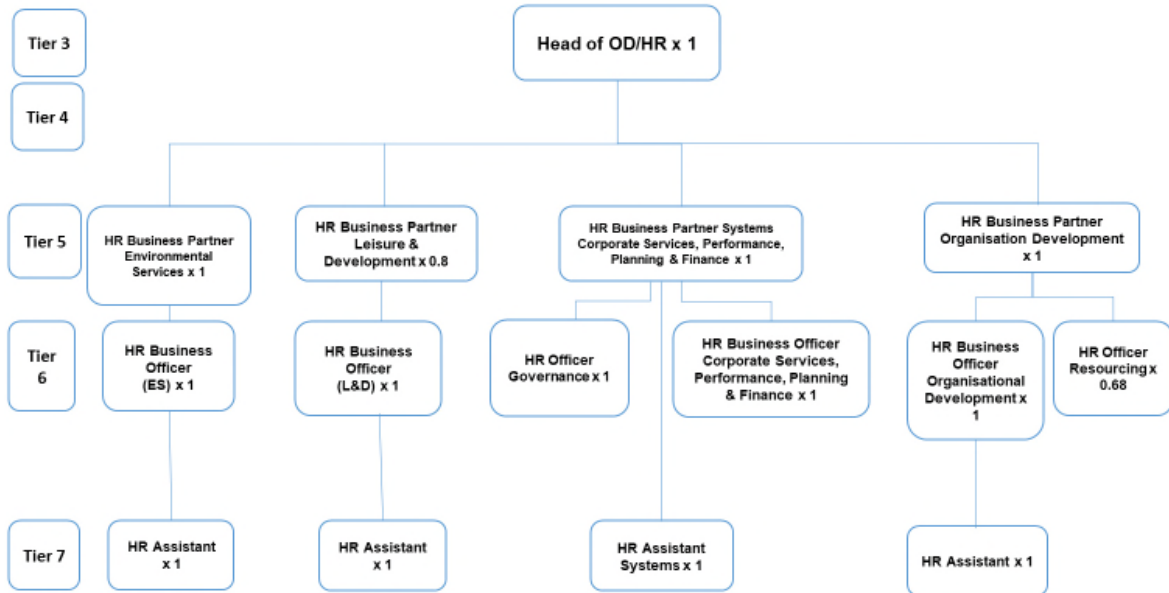 Tier 3
Head of OD/HR x 1
Tier 4
Tier 5
HR Business Partner
Environmental
Services x 1
HR Business Partner
Leisure &
Development x 0.8
HR Business Partner Systems
Corporate Services, Performance,
Planning & Finance x 1
HR Business Partner
Organisation Development
x 1
Tier
6
HR Business
Officer
(ES) x 1
HR Business
Officer
(L&D) x 1
HR Officer
Governance x 1
HR Business Officer
Corporate Services,
Performance, Planning
& Finance x 1
HR Business
Officer
Organisational
Development x
1
HR Officer
Resourcing x
0.68
Tier 7
HR Assistant
x 1
HR Assistant
x 1
HR Assistant
Systems x 1
HR Assistant x 1